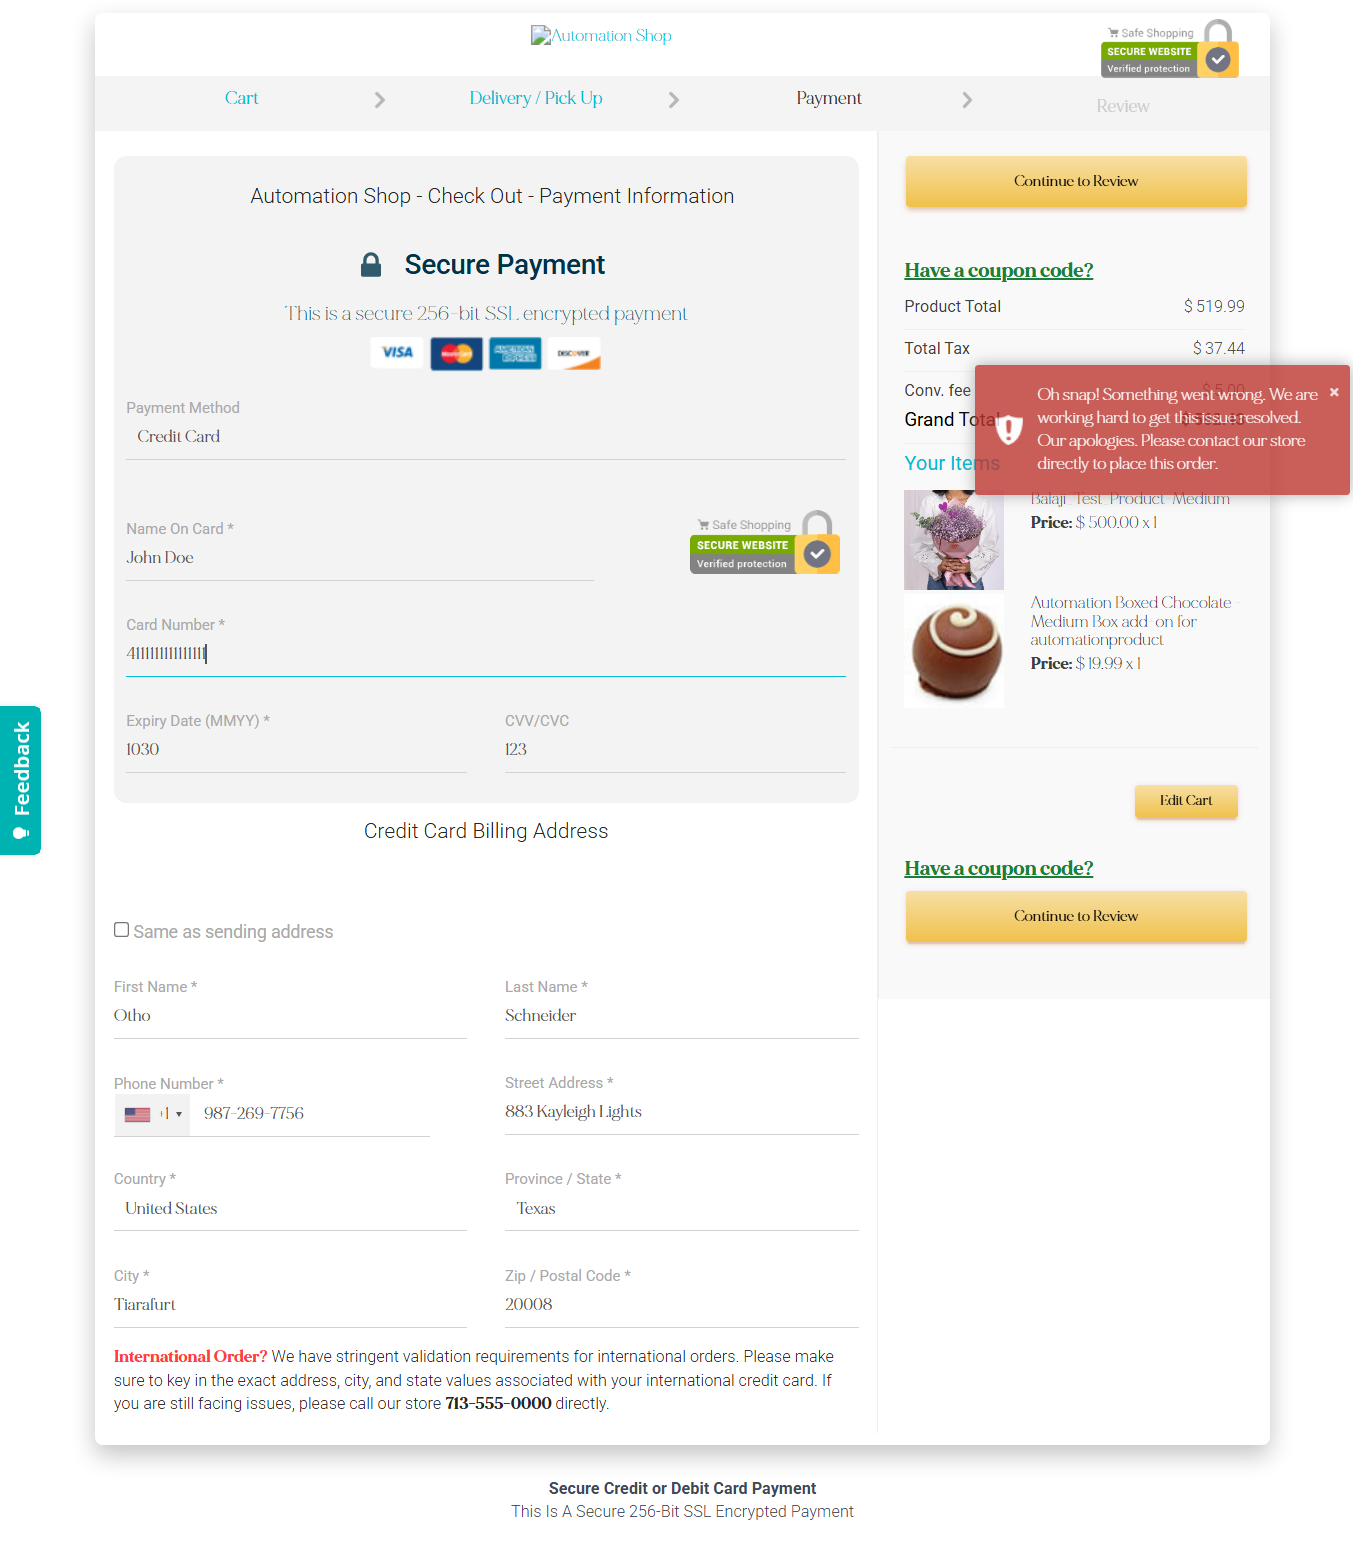 Automation Shop
Safe Shopping
SECURE WEBSITE
Verified protection
Cart
Delivery / Pick Up
Payment
Review
Automation Shop - Check Out - Payment Information
Secure Payment
This is a secure 256-bit SSL encrypted payment
VISA
MasterCard
AMERICAN EXPRESS
DISCOVER
Payment Method
Credit Card
Name On Card *
John Doe
Safe Shopping
SECURE WEBSITE
Verified protection
Card Number *
4111111111111111
Expiry Date (MMYY) *
1030
CVV/CVC
123
Credit Card Billing Address
Same as sending address
First Name *
Otho
Last Name *
Schneider
Phone Number *
+1
987-269-7756
Street Address *
883 Kayleigh Lights
Country *
United States
Province / State *
Texas
City *
Tiarafurt
Zip / Postal Code *
20008
International Order? We have stringent validation requirements for international orders. Please make
sure to key in the exact address, city, and state values associated with your international credit card. If
you are still facing issues, please call our store 713-555-0000 directly.
Continue to Review
Have a coupon code?
Product Total $ 519.99
Total Tax $ 37.44
Conv. fee $ 5.00
Grand Total
Oh snap! Something went wrong. We are
working hard to get this issue resolved.
Our apologies. Please contact our store
directly to place this order.
×
Your Items
Balaji_Test_Product-Medium
Price: $ 500.00 x 1
Automation Boxed Chocolate -
Medium Box add-on for
automationproduct
Price: $ 19.99 x 1
Edit Cart
Have a coupon code?
Continue to Review
Feedback
Secure Credit or Debit Card Payment
This Is A Secure 256-Bit SSL Encrypted Payment